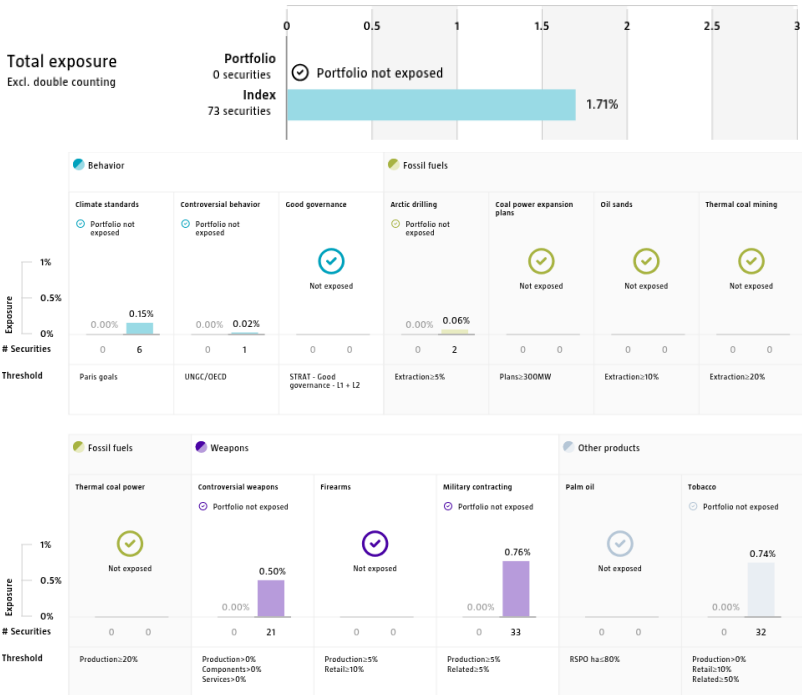 0 0.5 1 1.5 2 2.5 3
Total exposure
Excl. double counting
Portfolio
0 securities
Portfolio not exposed
Index
73 securities
1.71%
Behavior
Fossil fuels
Climate standards
Portfolio not
exposed
Controversial behavior
Portfolio not
exposed
Good governance
Not exposed
Arctic drilling
Portfolio not
exposed
Coal power expansion
plans
Not exposed
Oil sands
Not exposed
Thermal coal mining
Not exposed
Exposure
1%
0.5%
0%
0.00% 0.15%
0.00% 0.02%
0.00% 0.06%
# Securities 0 6 0 1 0 0 0 2 0 0 0 0 0 0
Threshold
Paris goals
UNGC/OECD
STRAT - Good
governance - L1 + L2
Extraction≥5%
Plans≥300MW
Extraction≥10%
Extraction≥20%
Fossil fuels
Weapons
Other products
Thermal coal power
Not exposed
Controversial weapons
Portfolio not exposed
Firearms
Not exposed
Military contracting
Portfolio not exposed
Palm oil
Not exposed
Tobacco
Portfolio not exposed
Exposure
1%
0.5%
0%
0.00% 0.50%
0.00% 0.76%
0.00% 0.74%
# Securities 0 0 0 21 0 0 0 33 0 0 0 32
Threshold
Production≥20%
Production>0%
Components>0%
Services>0%
Production≥5%
Retail≥10%
Production≥5%
Related≥5%
RSPO ha≤80%
Production>0%
Retail≥10%
Related≥50%